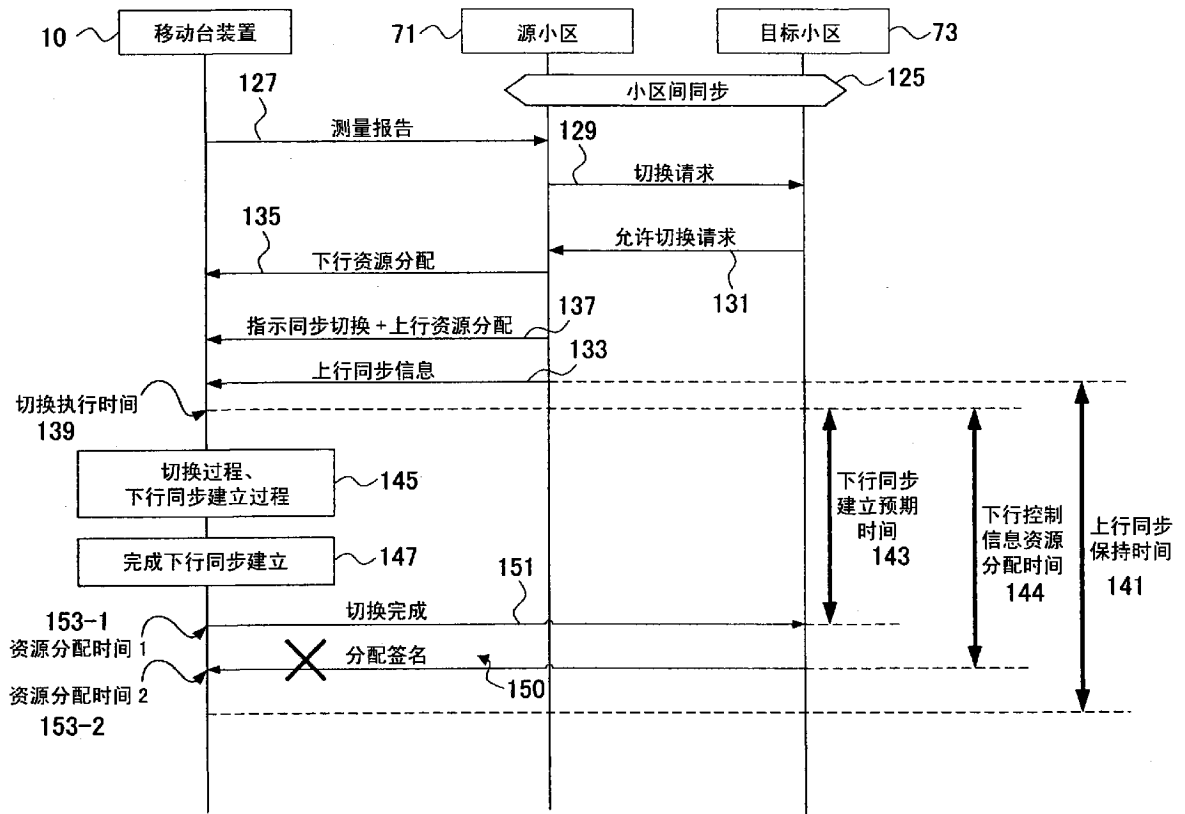 10
移动台装置
71
源小区
目标小区
73
小区间同步
125
127
测量报告
129
切换请求
135
允许切换请求
下行资源分配
131
指示同步切换+上行资源分配
137
上行同步信息
133
切换执行时间
139
切换过程、
下行同步建立过程
145
完成下行同步建立
147
下行同步
建立预期
时间
143
下行控制
信息资源
分配时间
144
上行同步
保持时间
141
153-1
资源分配时间1
切换完成
151
分配签名
150
资源分配时间2
153-2